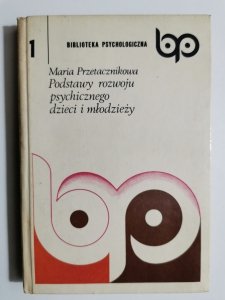 1
BIBLIOTEKA PSYCHOLOGICZNA
bp
Maria Przetacznikowa
Podstawy rozwoju
psychicznego
dzieci i młodzieży
bp